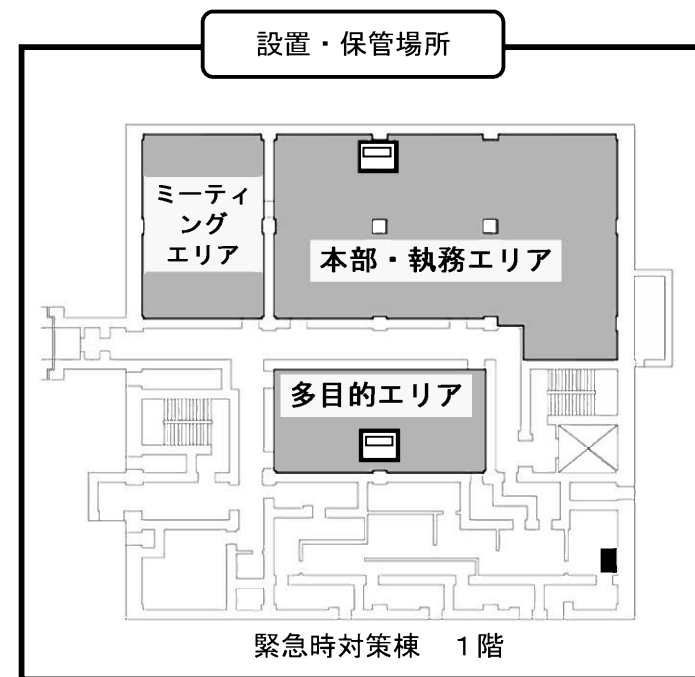 設置・保管場所
ミーティ
ング
エリア
本部・執務エリア
多目的エリア
緊急時対策棟　１階